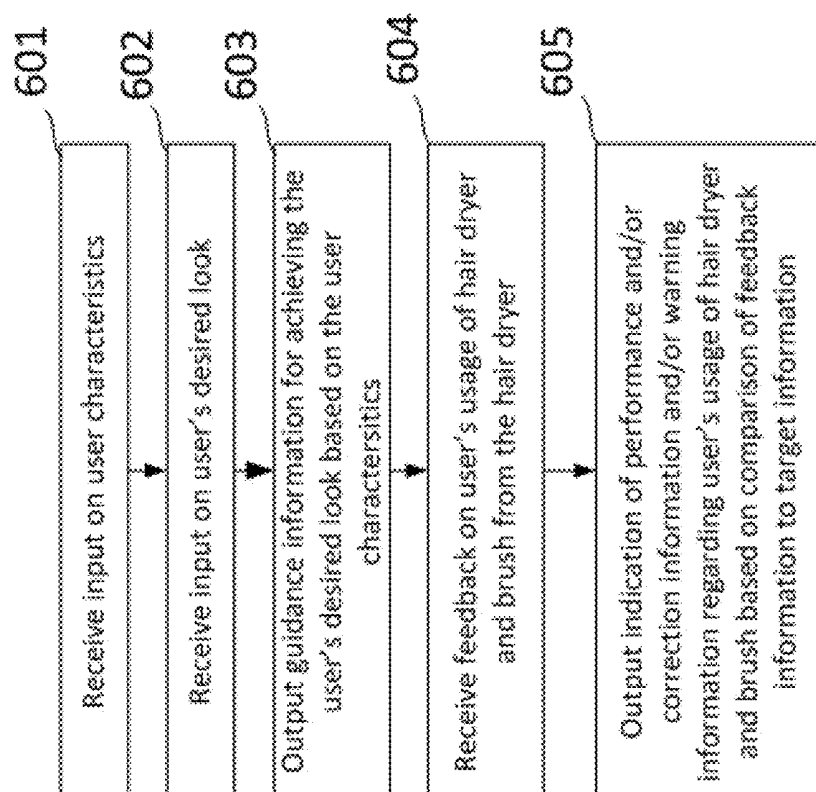 601
Receive input on user characteristics
602
Receive input on user's desired look
603
Output guidance information for achieving the
user's desired look based on the user
charactersitics
604
Receive feedback on user's usage of hair dryer
and brush from the hair dryer
605
Output indication of performance and/or
correction information and/or warning
information regarding user's usage of hair dryer
and brush based on comparison of feedback
information to target information